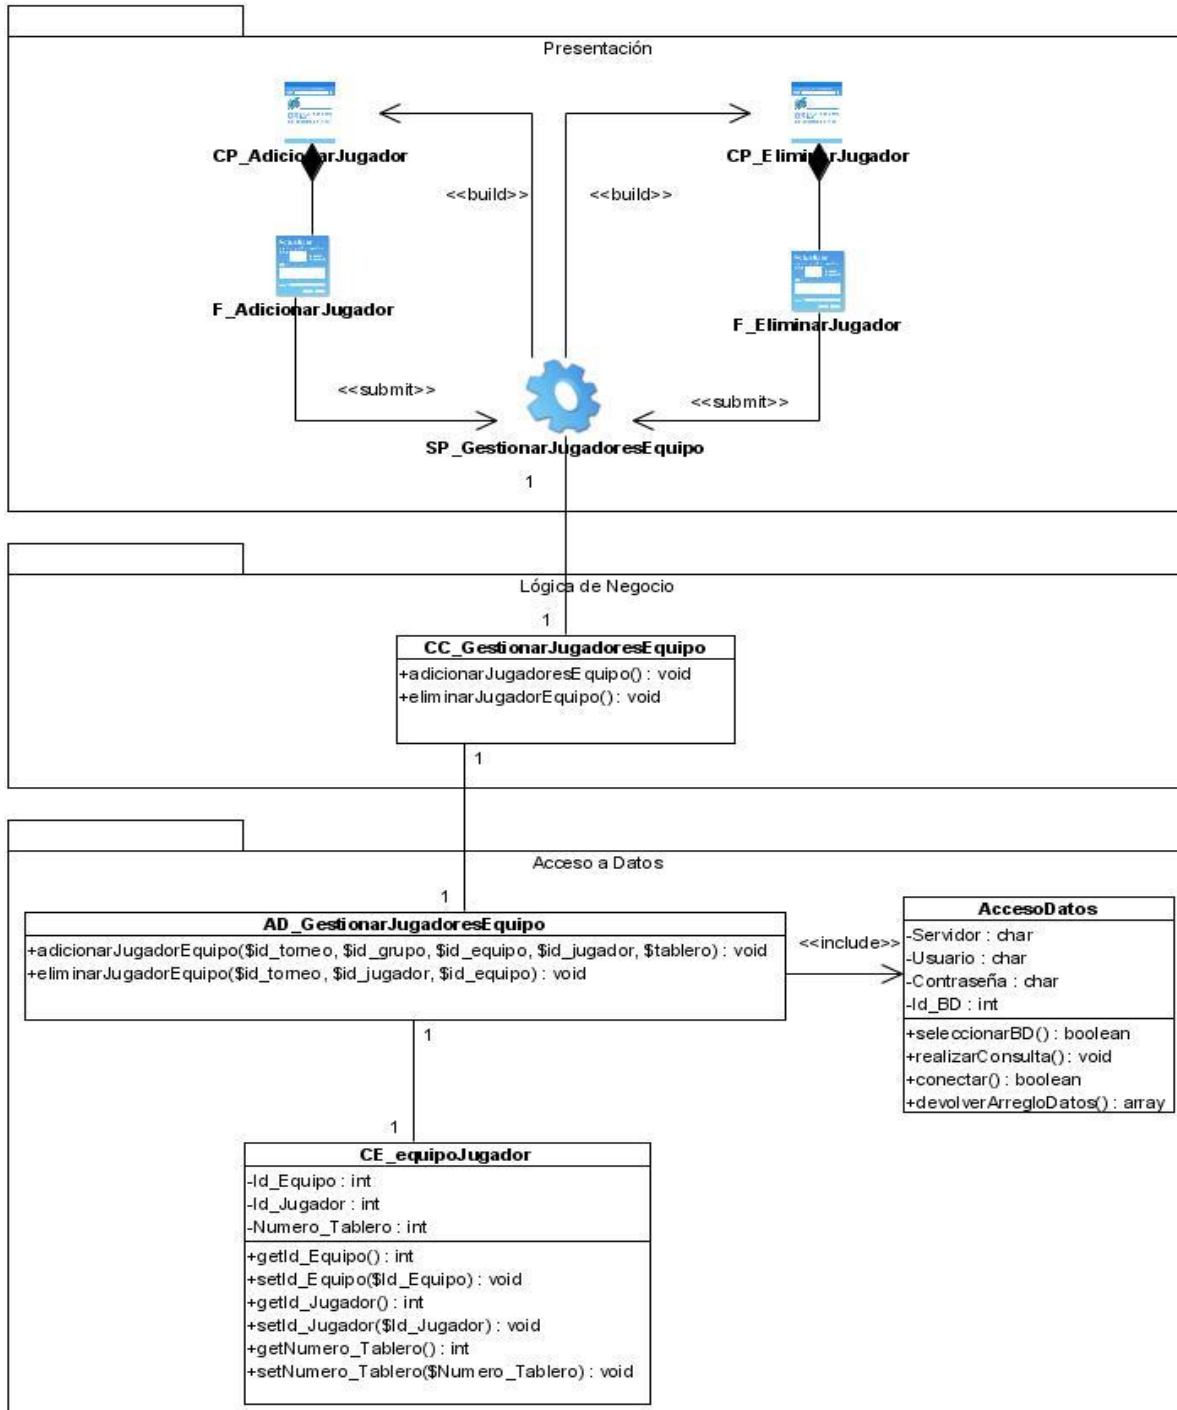 Presentación
CP_AdicionarJugador
CP_EliminarJugador
<<build>>
<<build>>
F_AdicionarJugador
F_EliminarJugador
<<submit>>
<<submit>>
SP_GestionarJugadoresEquipo
1
Lógica de Negocio
1
CC_GestionarJugadoresEquipo
+adicionarJugadoresEquipo() : void
+eliminarJugadorEquipo() : void
1
Acceso a Datos
1
AD_GestionarJugadoresEquipo
+adicionarJugadorEquipo($id_torneo, $id_grupo, $id_equipo, $id_jugador, $tablero) : void
+eliminarJugadorEquipo($id_torneo, $id_jugador, $id_equipo) : void
<<include>>
AccesoDatos
-Servidor : char
-Usuario : char
-Contraseña : char
-Id_BD : int
+seleccionarBD() : boolean
+realizarConsulta() : void
+conectar() : boolean
+devolverArregloDatos() : array
1
1
CE_equipoJugador
-Id_Equipo : int
-Id_Jugador : int
-Numero_Tablero : int
+getId_Equipo() : int
+setId_Equipo($Id_Equipo) : void
+getId_Jugador() : int
+setId_Jugador($Id_Jugador) : void
+getNumero_Tablero() : int
+setNumero_Tablero($Numero_Tablero) : void